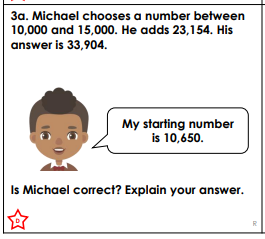 3a. Michael chooses a number between
10,000 and 15,000. He adds 23,154. His
answer is 33,904.
My starting number
is 10,650.
Is Michael correct? Explain your answer.
D
R